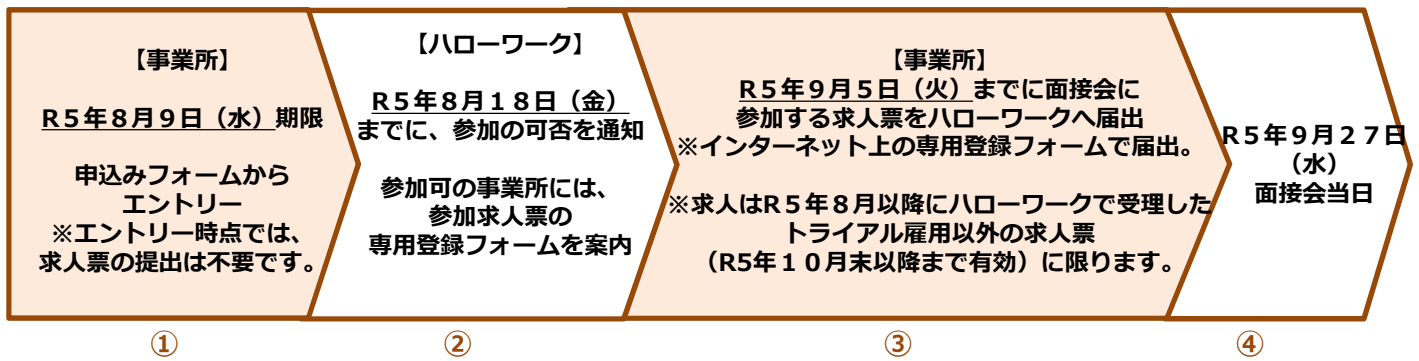 【事業所】
R5年8月9日（水）期限
申込みフォームから
エントリー
※エントリー時点では、
求人票の提出は不要です。
①
【ハローワーク】
R5年8月18日（金）
までに、参加の可否を通知
参加可の事業所には、
参加求人票の
専用登録フォームを案内
②
【事業所】
R5年9月5日（火）までに面接会に
参加する求人票をハローワークへ届出
※インターネット上の専用登録フォームで届出。
※求人はR５年８月以降にハローワークで受理した
トライアル雇用以外の求人票
（R5年１０月末以降まで有効）に限ります。
③
R５年９月２７日
（水）
面接会当日
④